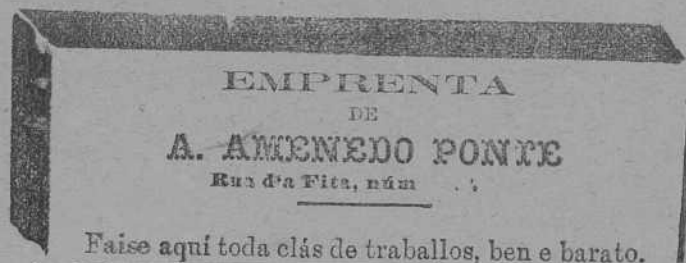 EMPRENTA
DE
A. AMENEDO PONTE
Rua d'a Fita, núm
Faise aquí toda clás de traballos, ben e barato.